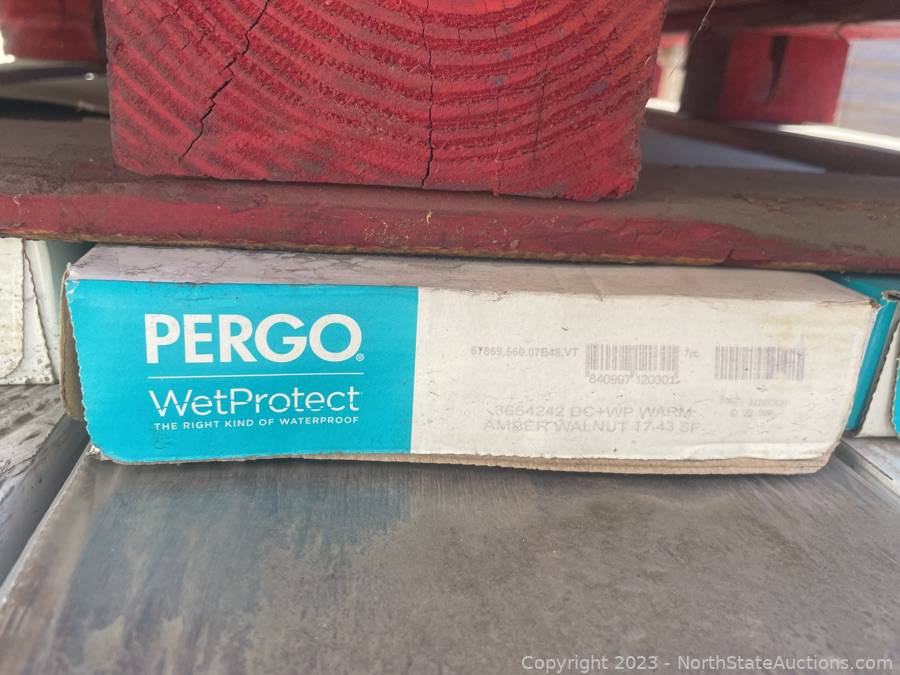 PERGO®
WetProtect
THE RIGHT KIND OF WATERPROOF
840997 120301
3654242 DC+WP WARM
AMBER WALNUT 17.43 SF
Copyright 2023 - NorthStateAuctions.com